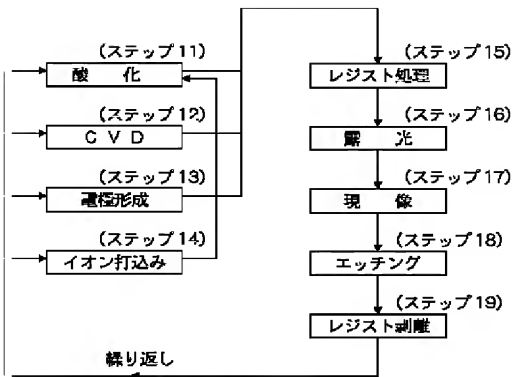 (ステップ11)
酸　化
(ステップ12)
C V D
(ステップ13)
電極形成
(ステップ14)
イオン打込み
(ステップ15)
レジスト処理
(ステップ16)
露　光
(ステップ17)
現　像
(ステップ18)
エッチング
(ステップ19)
レジスト剥離
繰り返し